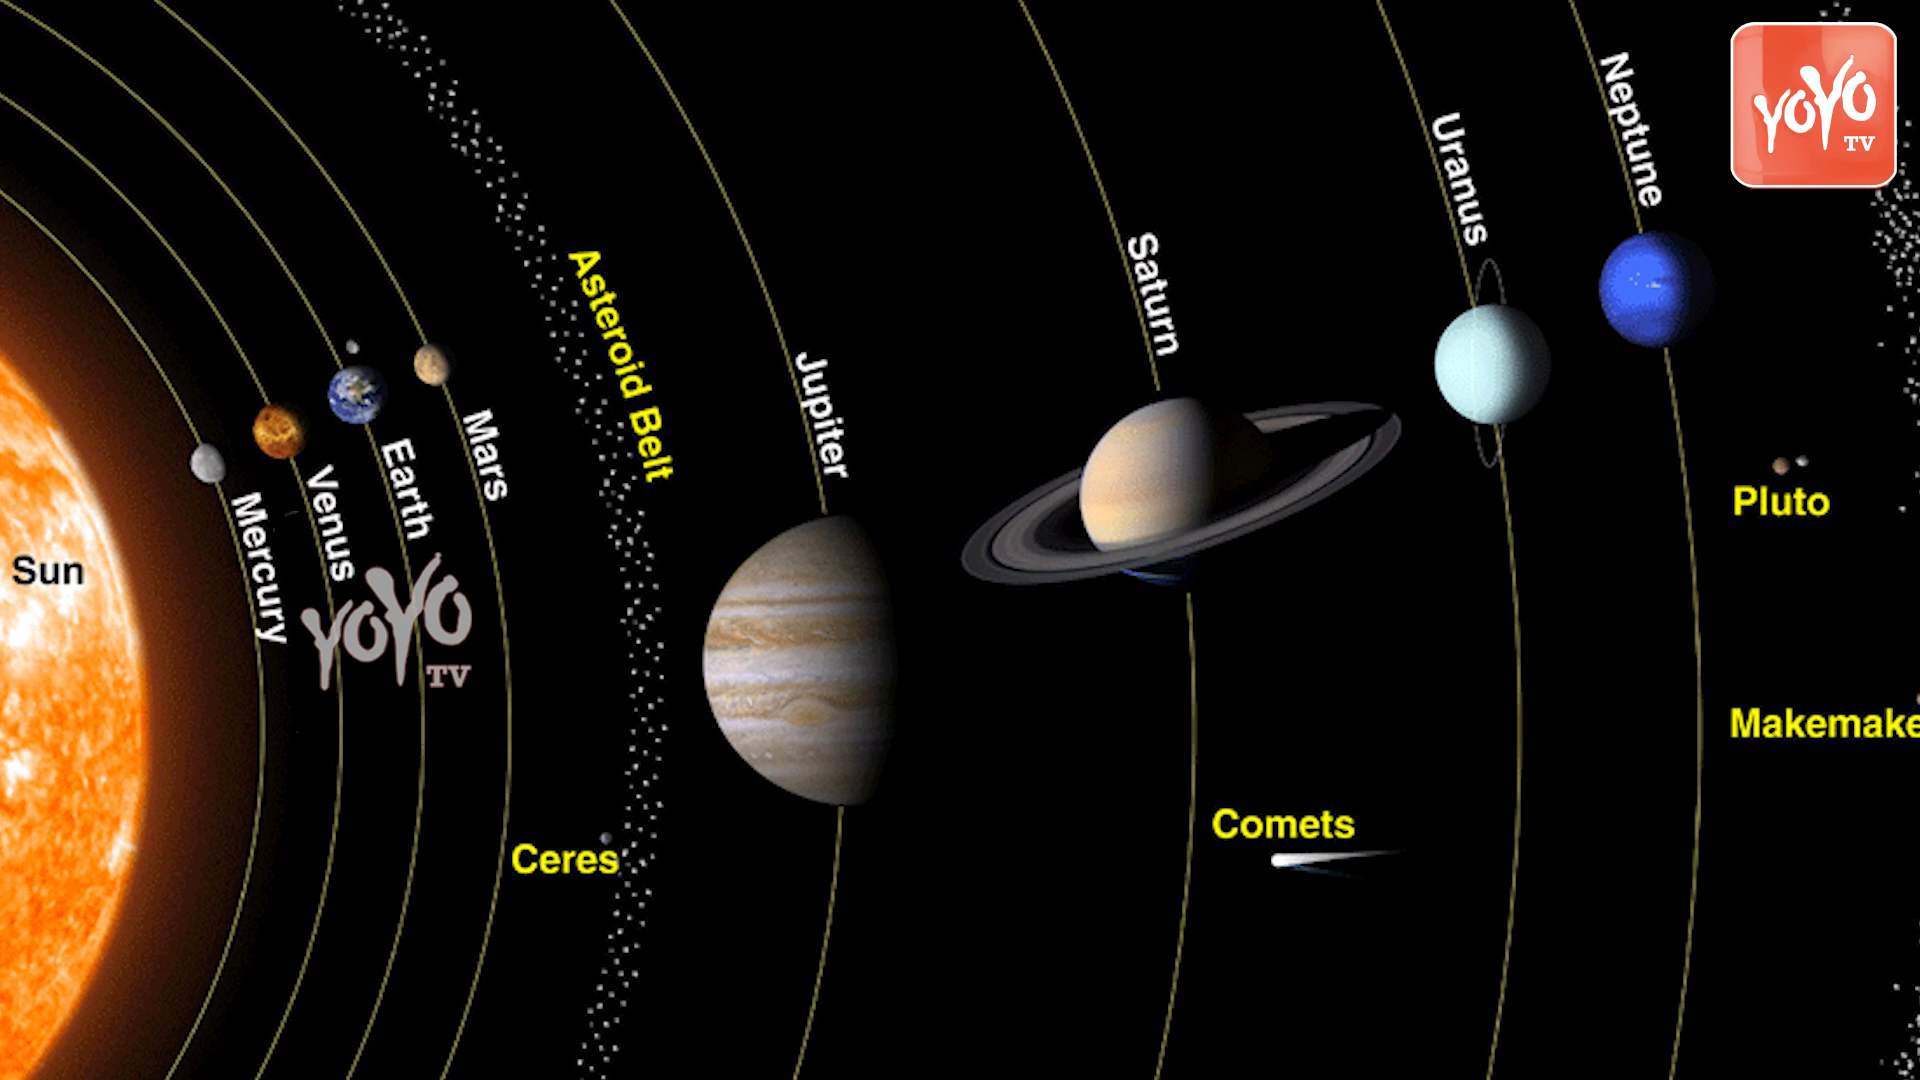 Neptune
YOYO
TV
Uranus
Saturn
Asteroid Belt
Jupiter
Mars
Earth
Venus
Mercury
Sun
Pluto
YOYO
TV
Makemake
Comets
Ceres